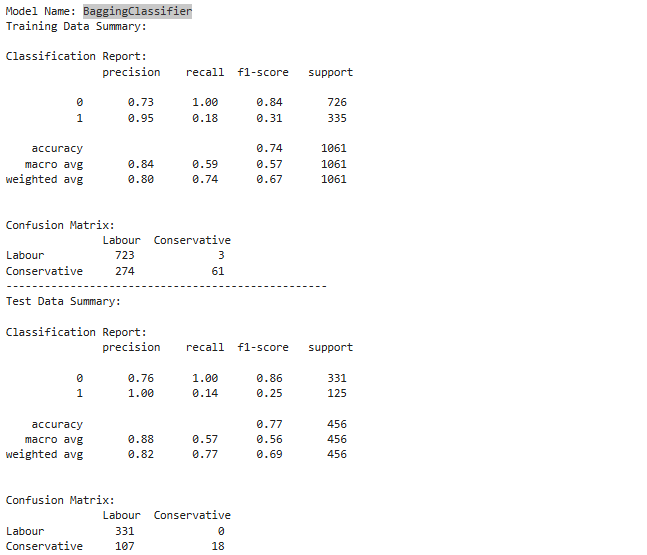 Model Name: BaggingClassifier
Training Data Summary:
Classification Report:
precision recall f1-score support
0 0.73 1.00 0.84 726
1 0.95 0.18 0.31 335
accuracy 0.74 1061
macro avg 0.84 0.59 0.57 1061
weighted avg 0.80 0.74 0.67 1061
Confusion Matrix:
Labour Conservative
Labour 723 3
Conservative 274 61
--------------------------------------------------
Test Data Summary:
Classification Report:
precision recall f1-score support
0 0.76 1.00 0.86 331
1 1.00 0.14 0.25 125
accuracy 0.77 456
macro avg 0.88 0.57 0.56 456
weighted avg 0.82 0.77 0.69 456
Confusion Matrix:
Labour Conservative
Labour 331 0
Conservative 107 18